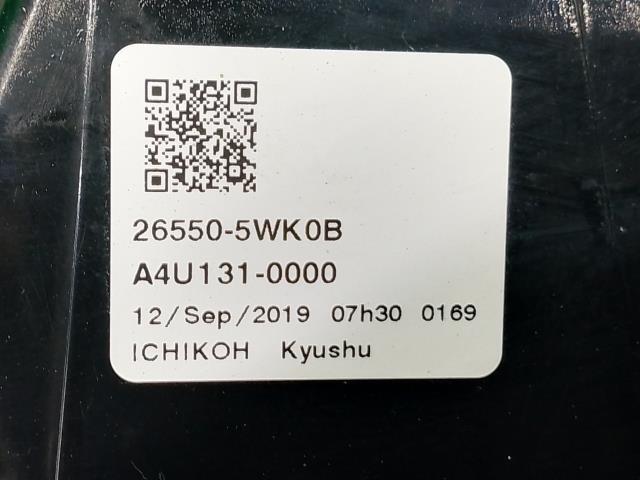 26550-5WK0B
A4U131-0000
12/Sep/2019 07h30 0169
ICHIKOH Kyushu